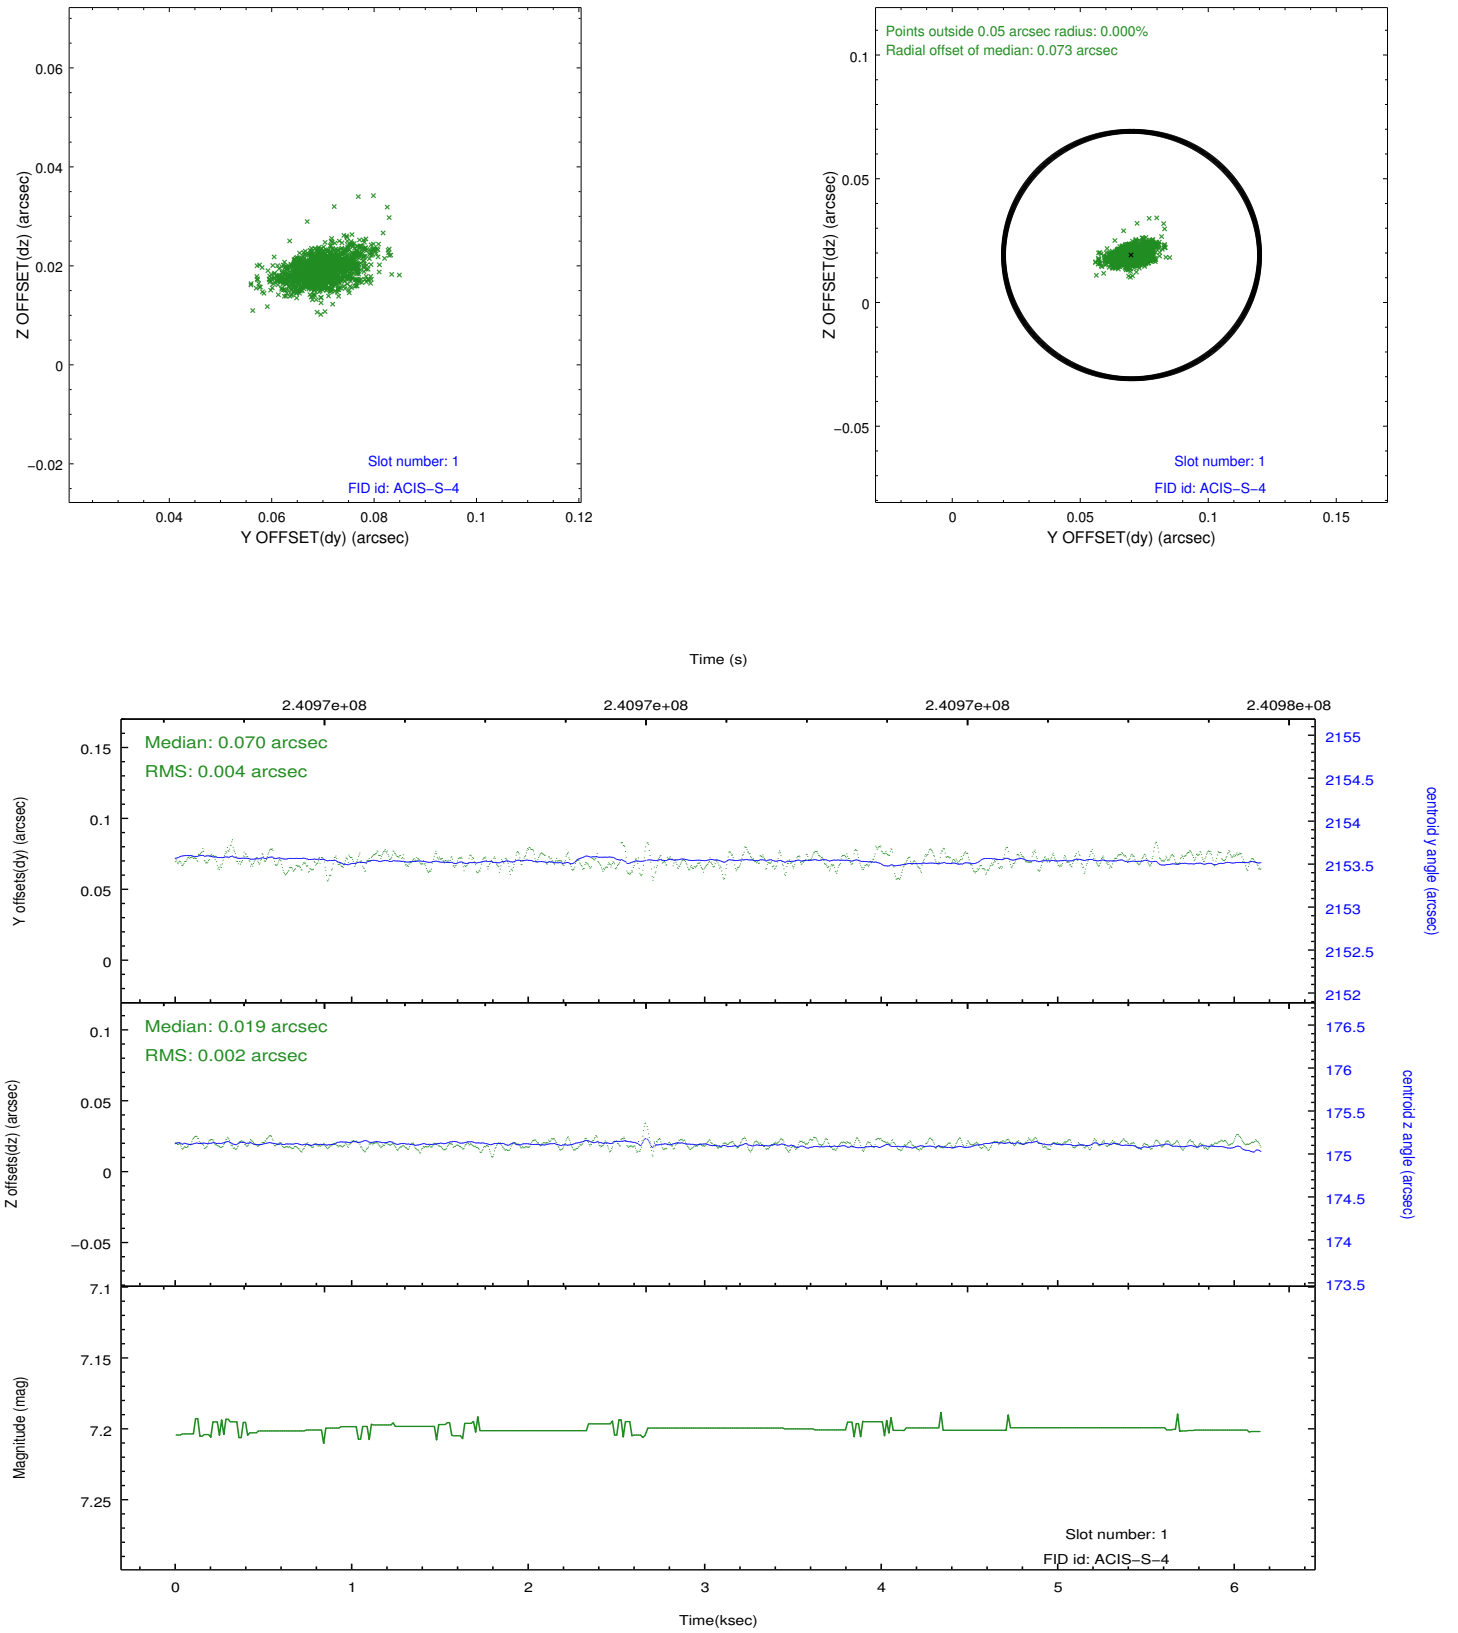 0.06
0.04
0.02
0
−0.02
Z OFFSET(dz) (arcsec)
Slot number: 1
FID id: ACIS−S−4
0.04
0.06
0.08
0.1
0.12
Y OFFSET(dy) (arcsec)
Points outside 0.05 arcsec radius: 0.000%
Radial offset of median: 0.073 arcsec
0.1
0.05
0
−0.05
Z OFFSET(dz) (arcsec)
Slot number: 1
FID id: ACIS−S−4
0
0.05
0.1
0.15
Y OFFSET(dy) (arcsec)
Time (s)
2.4097e+08
2.4097e+08
2.4097e+08
2.4098e+08
Median: 0.070 arcsec
RMS: 0.004 arcsec
0.15
0.1
0.05
0
Y offsets(dy) (arcsec)
2155
2154.5
2154
2153.5
2153
2152.5
2152
centroid y angle (arcsec)
Median: 0.019 arcsec
RMS: 0.002 arcsec
0.1
0.05
0
−0.05
Z offsets(dz) (arcsec)
176.5
176
175.5
175
174.5
174
173.5
centroid z angle (arcsec)
7.1
7.15
7.2
7.25
Magnitude (mag)
Slot number: 1
FID id: ACIS−S−4
0
1
2
3
4
5
6
Time(ksec)